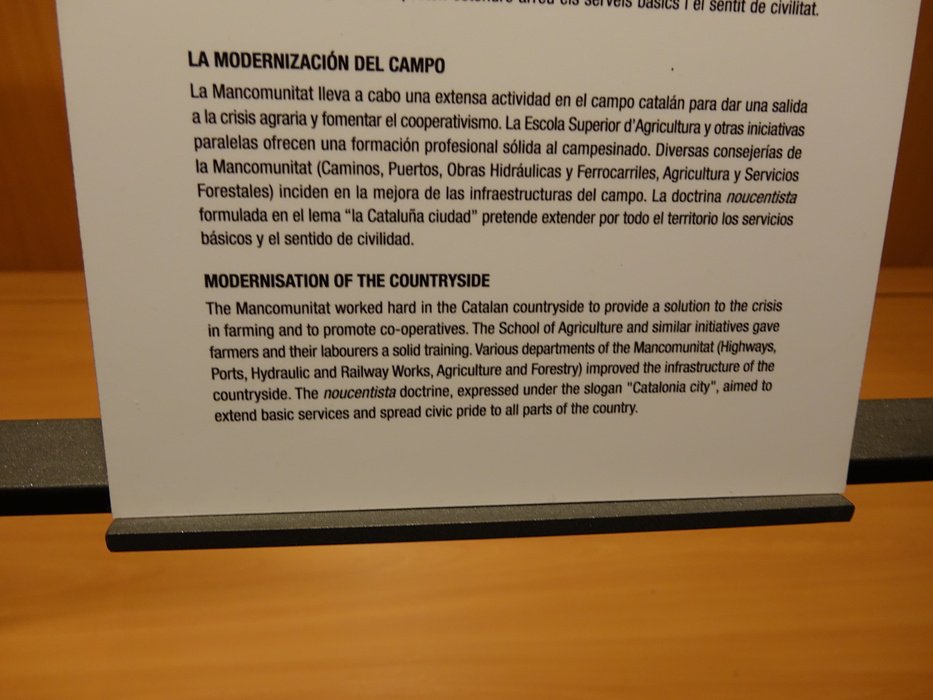 els serveis bàsics i el sentit de civilitat.
LA MODERNIZACIÓN DEL CAMPO
La Mancomunitat lleva a cabo una extensa actividad en el campo catalán para dar una salida
a la crisis agraria y fomentar el cooperativismo. La Escola Superior d'Agricultura y otras iniciativas
paralelas ofrecen una formación profesional sólida al campesinado. Diversas consejerías de
la Mancomunitat (Caminos, Puertos, Obras Hidráulicas y Ferrocarriles, Agricultura y Servicios
Forestales) inciden en la mejora de las infraestructuras del campo. La doctrina noucentista
formulada en el lema "la Cataluña ciudad" pretende extender por todo el territorio los servicios
básicos y el sentido de civilidad.
MODERNISATION OF THE COUNTRYSIDE
The Mancomunitat worked hard in the Catalan countryside to provide a solution to the crisis
in farming and to promote co-operatives. The School of Agriculture and similar initiatives gave
farmers and their labourers a solid training. Various departments of the Mancomunitat (Highways,
Ports, Hydraulic and Railway Works, Agriculture and Forestry) improved the infrastructure of the
countryside. The noucentista doctrine, expressed under the slogan "Catalonia city", aimed to
extend basic services and spread civic pride to all parts of the country.